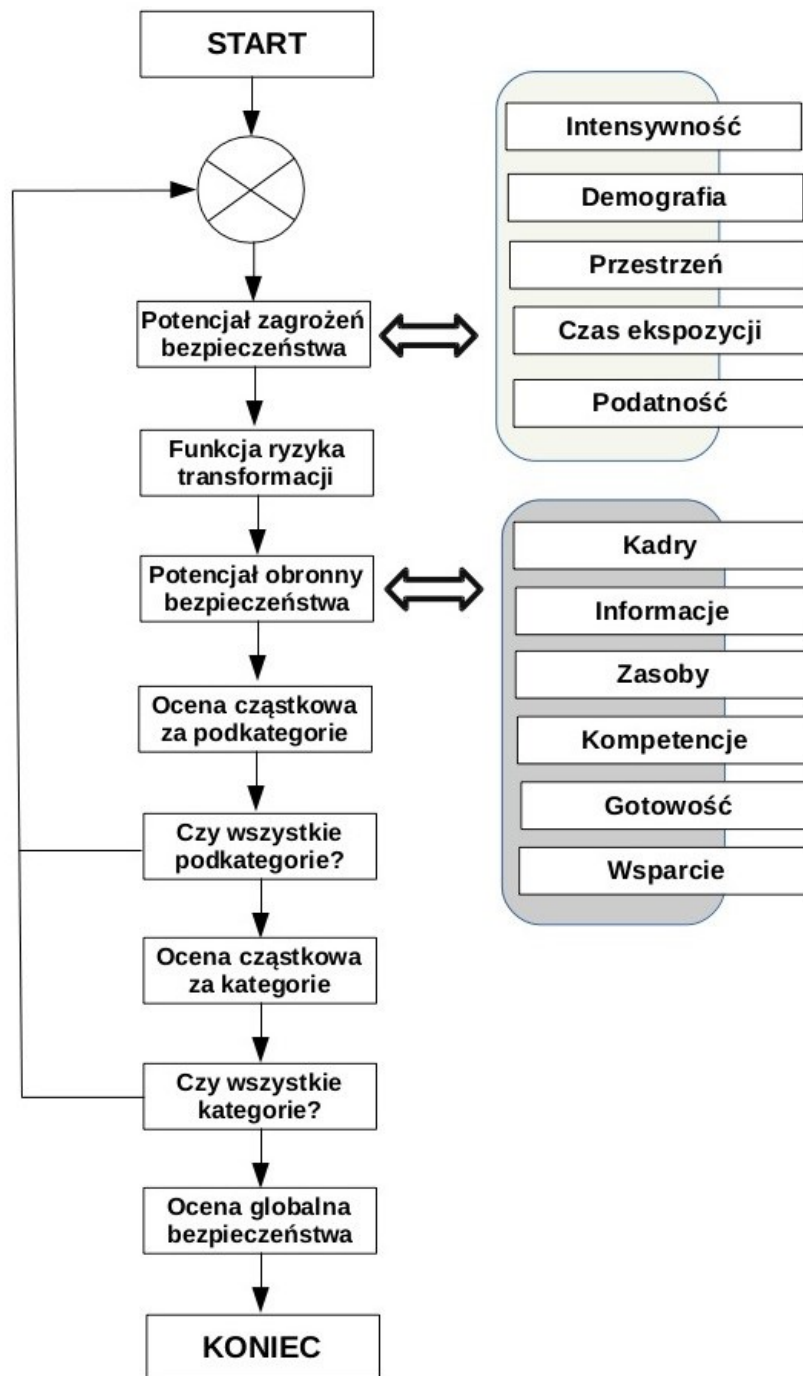 START
Potencjał zagrożeń
bezpieczeństwa
Funkcja ryzyka
transformacji
Potencjał obronny
bezpieczeństwa
Ocena cząstkowa
za podkategorie
Czy wszystkie
podkategorie?
Ocena cząstkowa
za kategorie
Czy wszystkie
kategorie?
Ocena globalna
bezpieczeństwa
KONIEC
Intensywność
Demografia
Przestrzeń
Czas ekspozycji
Podatność
Kadry
Informacje
Zasoby
Kompetencje
Gotowość
Wsparcie